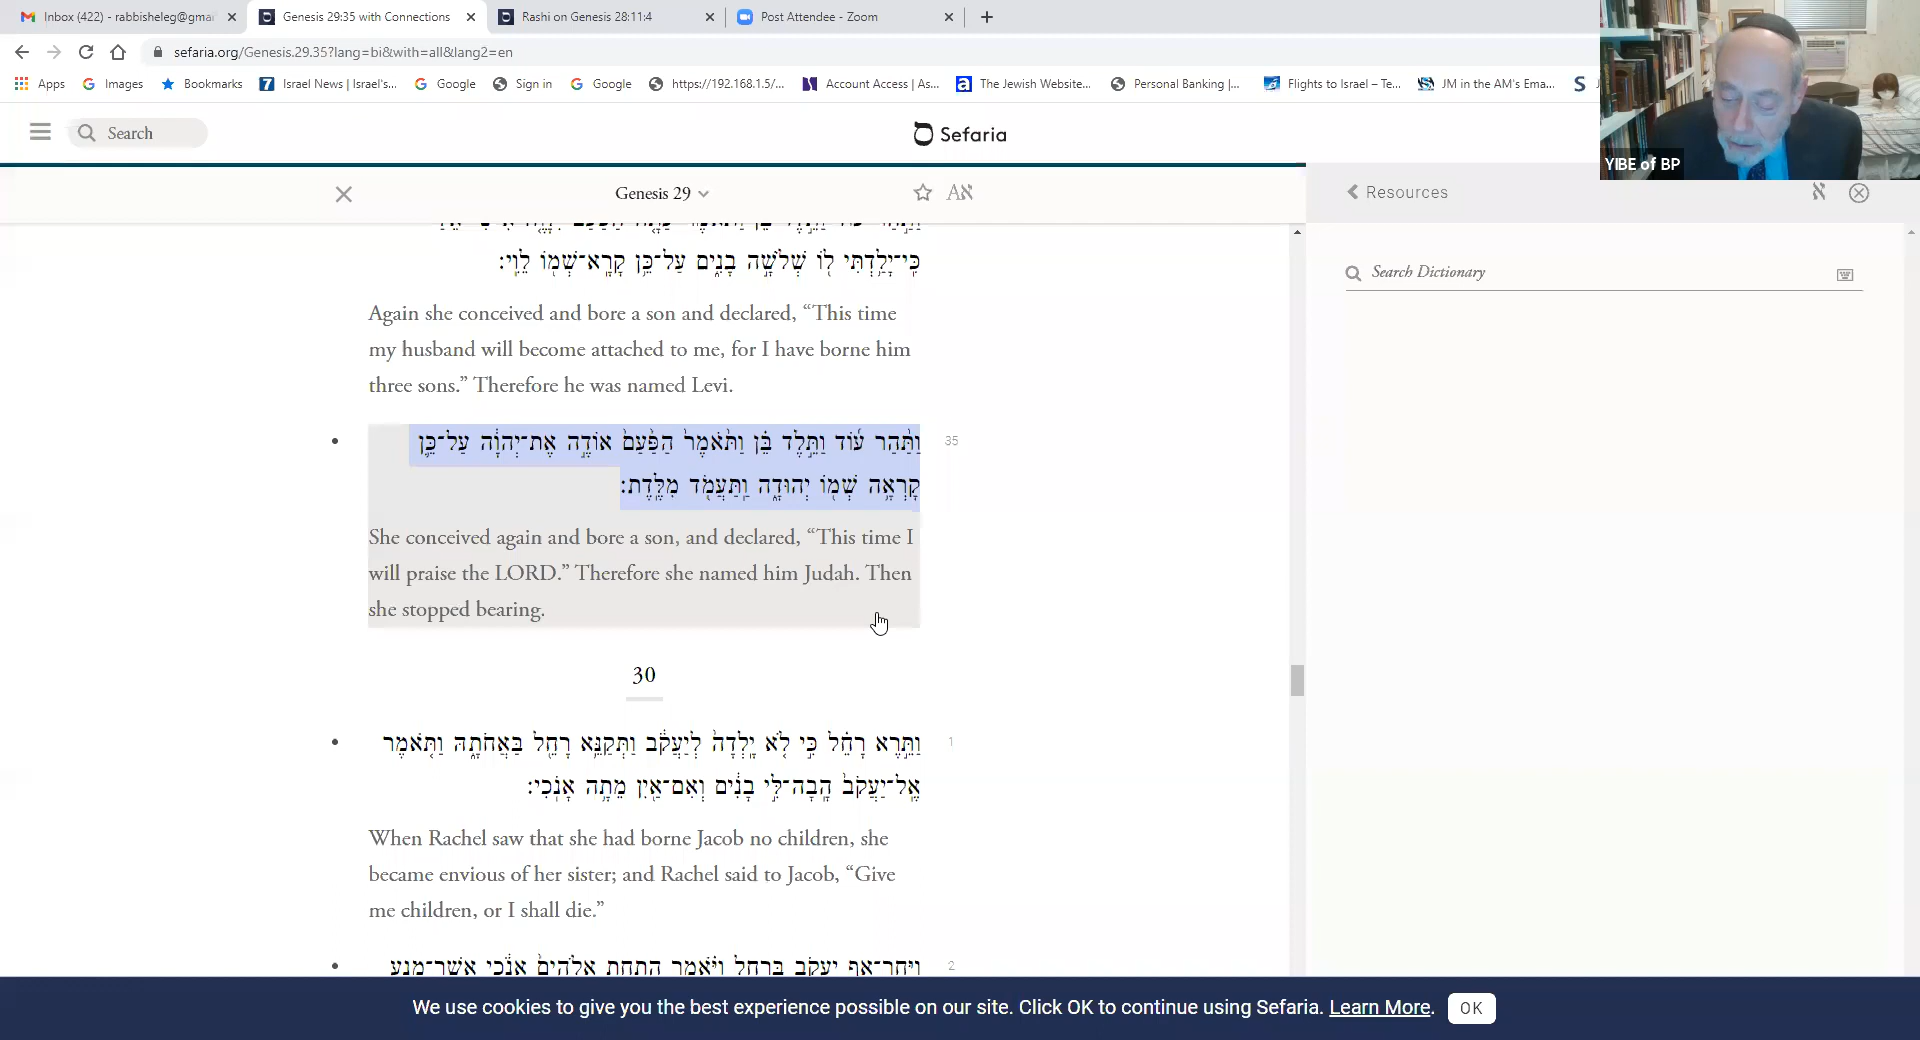 Inbox (422) - rabbisheleg@gmai
Genesis 29:35 with Connections
Rashi on Genesis 28:11:4
Post Attendee - Zoom
sefaria.org/Genesis.29.35?lang=bi&with=all&lang2=en
Apps Images Bookmarks Israel News | Israel's... Google Sign in Google https://192.168.1.5/... Account Access | As... The Jewish Website... Personal Banking |... Flights to Israel – Te... JM in the AM's Ema...
YIBE of BP
Search
Sefaria
Genesis 29
Resources
Search Dictionary
כִּֽי־יָלַ֥דְתִּי ל֖וֹ שְׁלֹשָׁ֣ה בָנִ֑ים עַל־כֵּ֥ן קָרָֽא־שְׁמ֖וֹ לֵוִֽי׃
Again she conceived and bore a son and declared, “This time
my husband will become attached to me, for I have borne him
three sons.” Therefore he was named Levi.
35
וַתַּ֨הַר ע֜וֹד וַתֵּ֣לֶד בֵּ֗ן וַתֹּ֙אמֶר֙ הַפַּ֙עַם֙ אוֹדֶ֣ה אֶת־יְהֹוָ֔ה עַל־כֵּ֛ן
קָרְאָ֥ה שְׁמ֖וֹ יְהוּדָ֑ה וַֽתַּעֲמֹ֖ד מִלֶּֽדֶת׃
She conceived again and bore a son, and declared, “This time I
will praise the LORD.” Therefore she named him Judah. Then
she stopped bearing.
30
1
וַתֵּ֣רֶא רָחֵ֗ל כִּ֣י לֹ֤א יָֽלְדָה֙ לְיַעֲקֹ֔ב וַתְּקַנֵּ֥א רָחֵ֖ל בַּאֲחֹתָ֑הּ וַתֹּ֤אמֶר
אֶֽל־יַעֲקֹב֙ הָֽבָה־לִּ֣י בָנִ֔ים וְאִם־אַ֖יִן מֵתָ֥ה אָנֹֽכִי׃
When Rachel saw that she had borne Jacob no children, she
became envious of her sister; and Rachel said to Jacob, “Give
me children, or I shall die.”
2
וַיִּֽחַר־אַ֥ף יַעֲקֹ֖ב בְּרָחֵ֑ל וַיֹּ֗אמֶר הֲתַ֤חַת אֱלֹהִים֙ אָנֹ֔כִי אֲשֶׁר־מָנַ֥ע
We use cookies to give you the best experience possible on our site. Click OK to continue using Sefaria. Learn More. OK